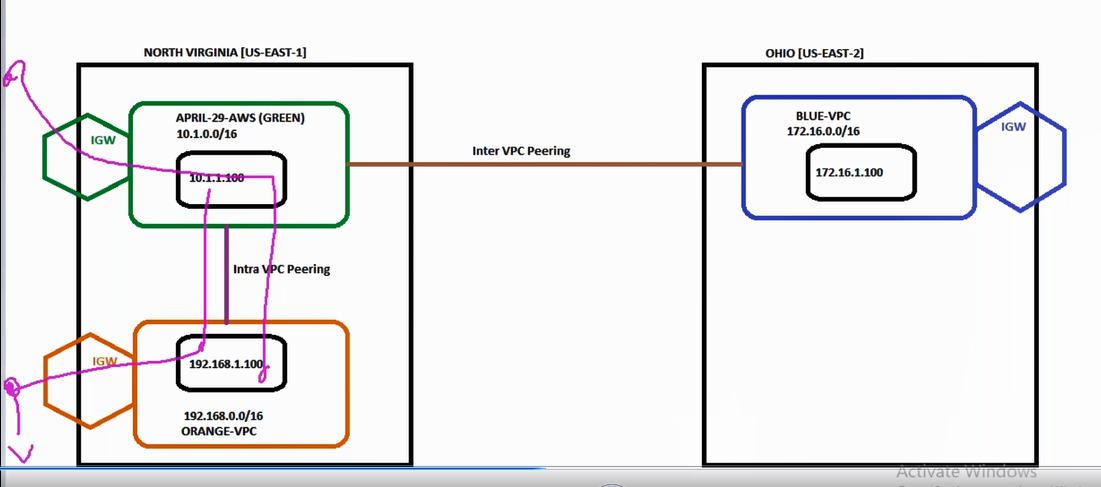 NORTH VIRGINIA [US-EAST-1]
OHIO [US-EAST-2]
IGW
APRIL-29-AWS (GREEN)
10.1.0.0/16
10.1.1.100
Inter VPC Peering
BLUE-VPC
172.16.0.0/16
172.16.1.100
IGW
Intra VPC Peering
IGW
192.168.1.100
192.168.0.0/16
ORANGE-VPC
Activate Windows